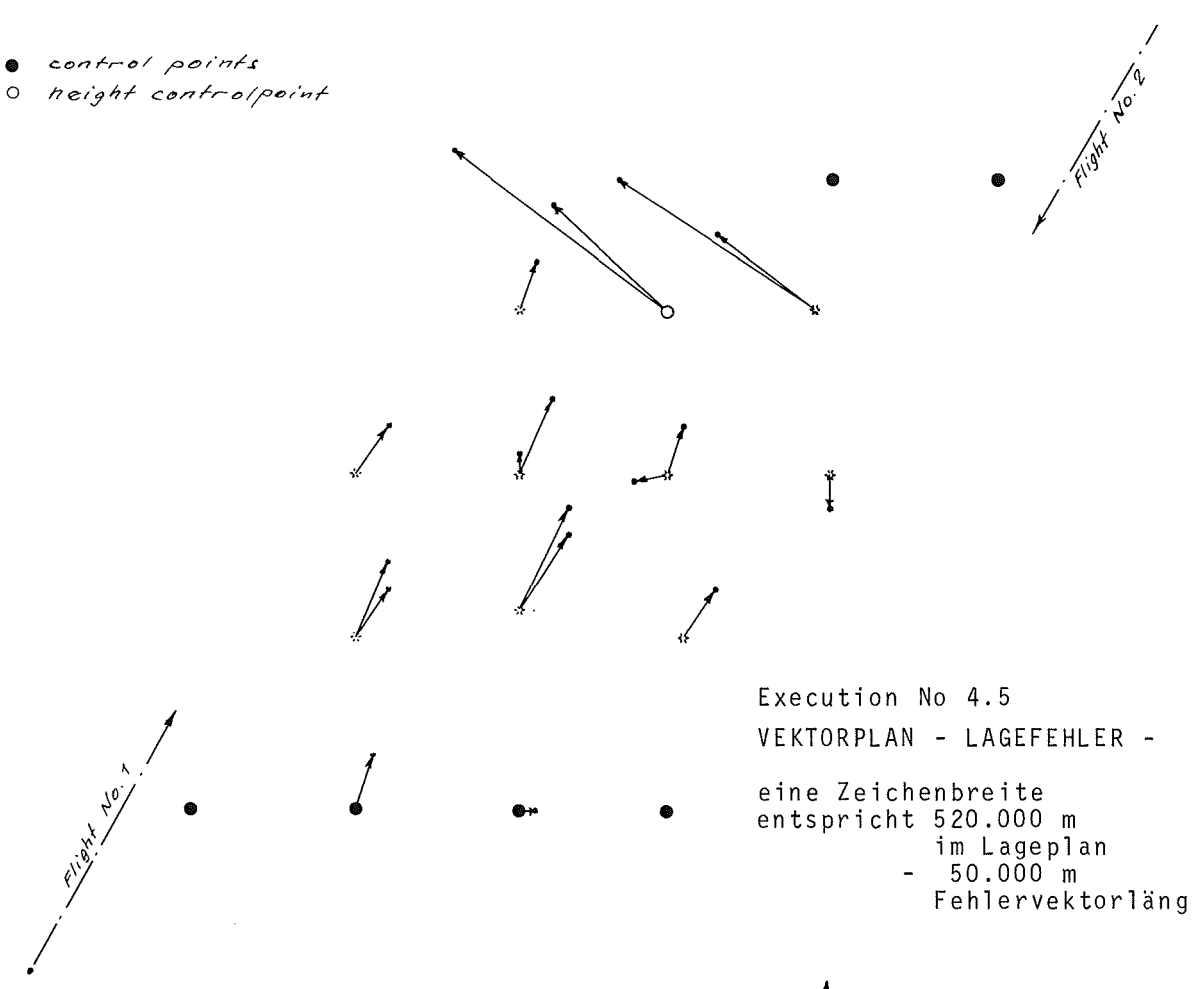 control points
height controlpoint
Flight No. 2
Flight No. 1
Execution No 4.5
VEKTORPLAN - LAGEFEHLER -
eine Zeichenbreite
entspricht 520.000 m
im Lageplan
- 50.000 m
Fehlervektorläng